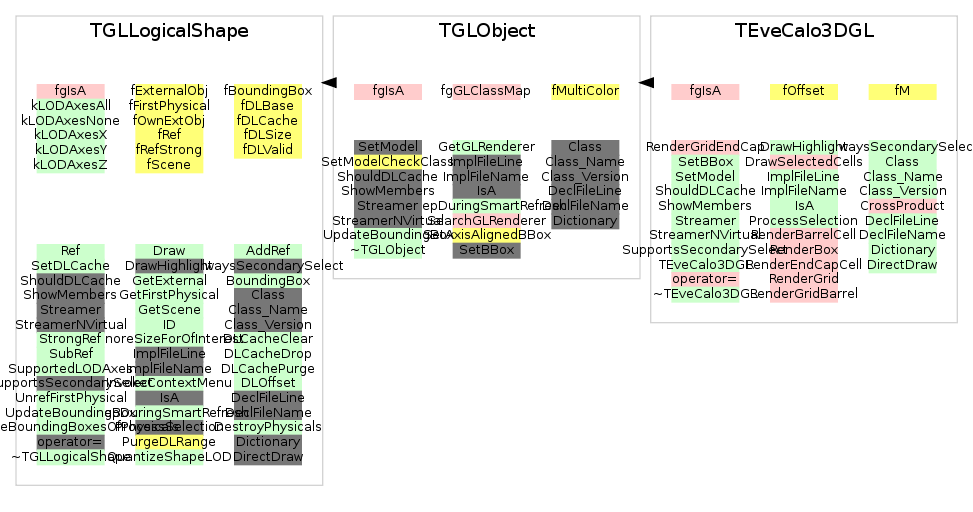 TGLLogicalShape
fgIsA
kLODAxesAll
kLODAxesNone
kLODAxesX
kLODAxesY
kLODAxesZ
fExternalObj
fFirstPhysical
fOwnExtObj
fRef
fRefStrong
fScene
fBoundingBox
fDLBase
fDLCache
fDLSize
fDLValid
Ref
SetDLCache
ShouldDLCache
ShowMembers
Streamer
StreamerNVirtual
StrongRef
SubRef
SupportedLODAxes
UnrefFirstPhysical
operator=
~TGLLogicalShape
Draw
DrawHighlight
GetExternal
GetFirstPhysical
GetScene
ID
ImplFileLine
ImplFileName
InvokeContextMenu
IsA
PurgeDLRange
QuantizeShapeLOD
AddRef
waysSecondarySelect
BoundingBox
Class
Class_Name
Class_Version
DLCacheClear
DLCacheDrop
DLCachePurge
DLOffset
DeclFileLine
DeclFileName
DestroyPhysicals
Dictionary
DirectDraw
TGLObject
fgIsA
fgGLClassMap
fMultiColor
SetModel
SetModelCheckClass
ShouldDLCache
ShowMembers
Streamer
StreamerNVirtual
UpdateBoundingBox
~TGLObject
GetGLRenderer
ImplFileLine
ImplFileName
IsA
SearchGLRenderer
SetAxisAlignedBBox
SetBBox
Class
Class_Name
Class_Version
DeclFileLine
DeclFileName
Dictionary
TEveCalo3DGL
fgIsA
fOffset
fM
RenderGridEndCap
SetBBox
SetModel
ShouldDLCache
ShowMembers
Streamer
StreamerNVirtual
SupportsSecondarySelect
TEveCalo3DGL
operator=
~TEveCalo3DGL
DrawHighlight
DrawSelectedCells
ImplFileLine
ImplFileName
IsA
ProcessSelection
RenderBarrelCell
RenderBox
RenderEndCapCell
RenderGrid
RenderGridBarrel
waysSecondarySelect
Class
Class_Name
Class_Version
CrossProduct
DeclFileLine
DeclFileName
Dictionary
DirectDraw